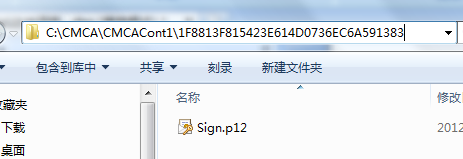 C:\CMCA\CMCACont1\1F8813F815423E614D0736EC6A591383
包含到库中 共享 刻录 新建文件夹
收藏夹 名称 修改
下载 Sign.p12 2012
桌面